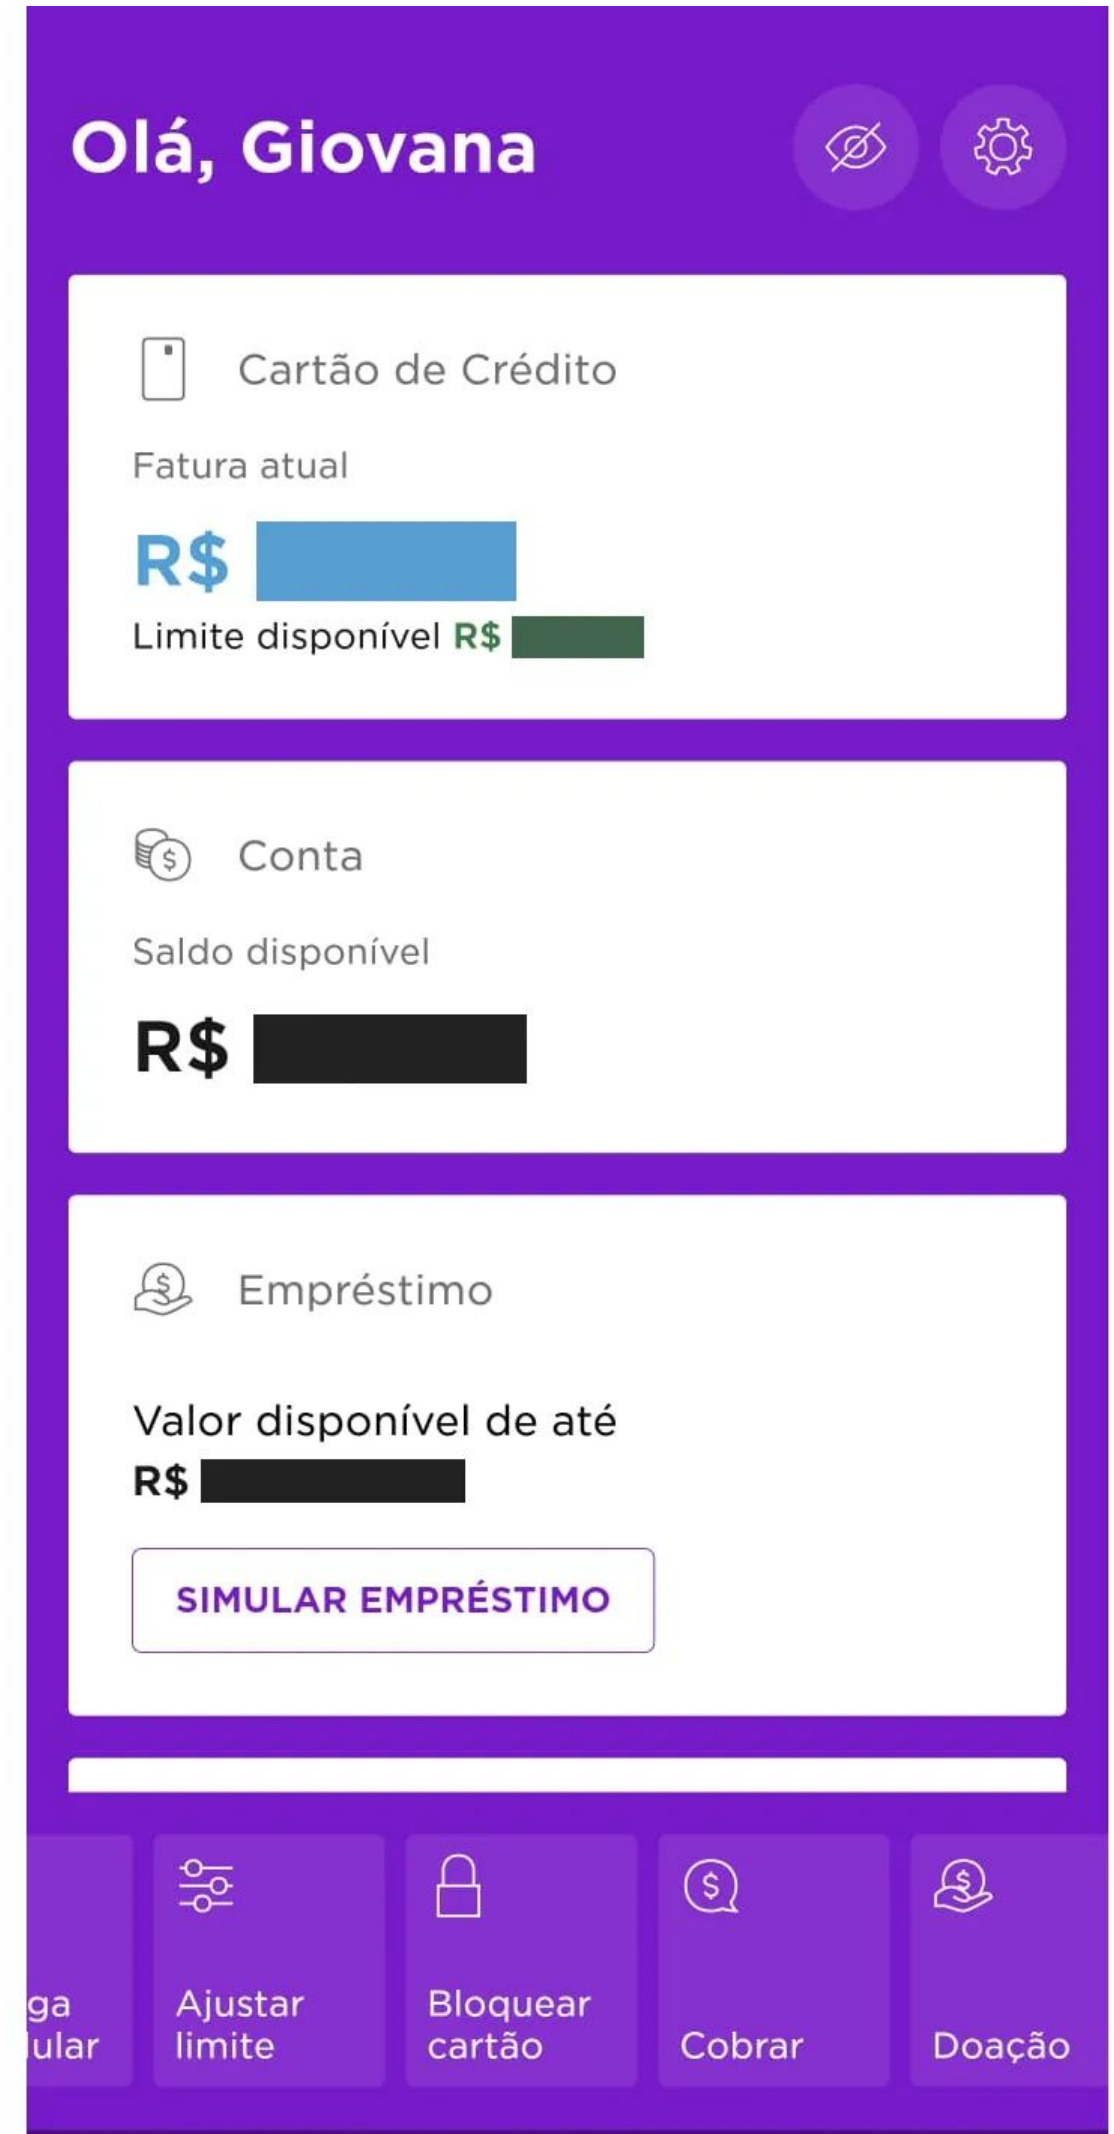 Olá, Giovana
Cartão de Crédito
Fatura atual
R$
Limite disponível R$
Conta
Saldo disponível
R$
Empréstimo
Valor disponível de até
R$
SIMULAR EMPRÉSTIMO
Ajustar
limite
Bloquear
cartão
Cobrar
Doação